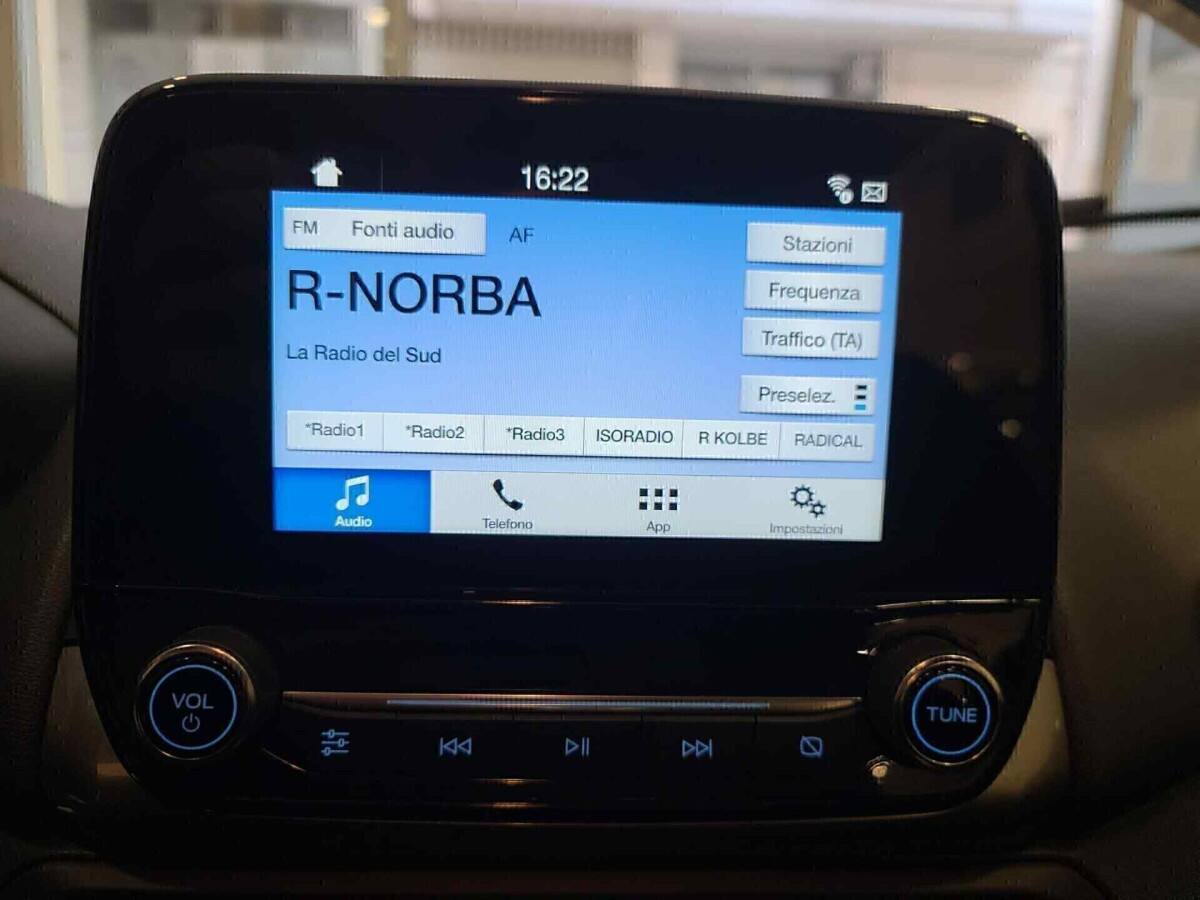 16:22
FM Fonti audio AF
Stazioni
R-NORBA
Frequenza
La Radio del Sud
Traffico (TA)
Preselez.
*Radio1 *Radio2 *Radio3 ISORADIO R KOLBE RADICAL
Audio Telefono App Impostazioni
VOL
TUNE